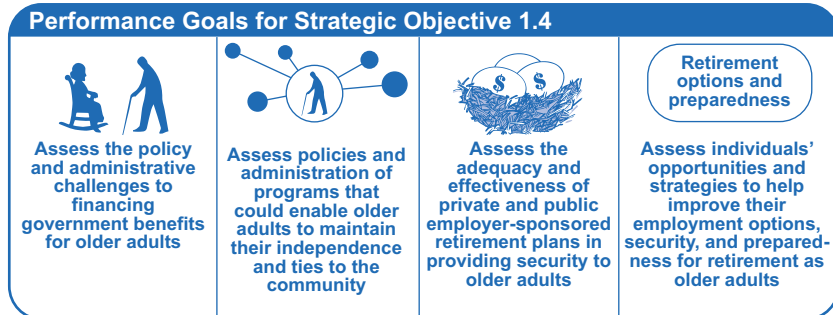 Performance Goals for Strategic Objective 1.4
Assess the policy
and administrative
challenges to
financing
government benefits
for older adults
Assess policies and
administration of
programs that
could enable older
adults to maintain
their independence
and ties to the
community
$ $
Assess the
adequacy and
effectiveness of
private and public
employer-sponsored
retirement plans in
providing security to
older adults
Retirement
options and
preparedness
Assess individuals’
opportunities and
strategies to help
improve their
employment options,
security, and prepared-
ness for retirement as
older adults